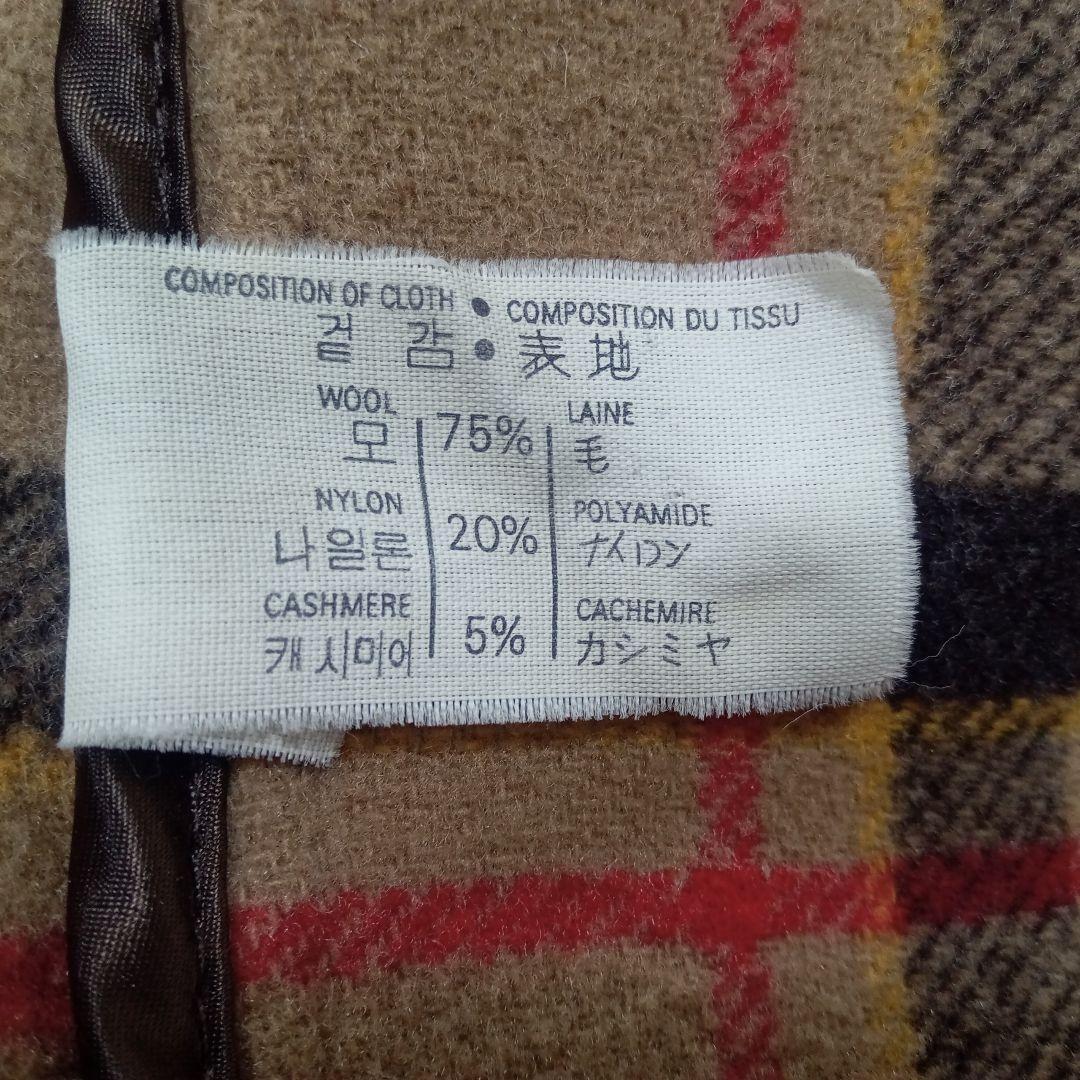 COMPOSITION OF CLOTH • COMPOSITION DU TISSU
겉 감 • 表地
WOOL LAINE
모 75% 毛
NYLON POLYAMIDE
나일론 20% ナイロン
CASHMERE CACHEMIRE
캐시미어 5% カシミヤ